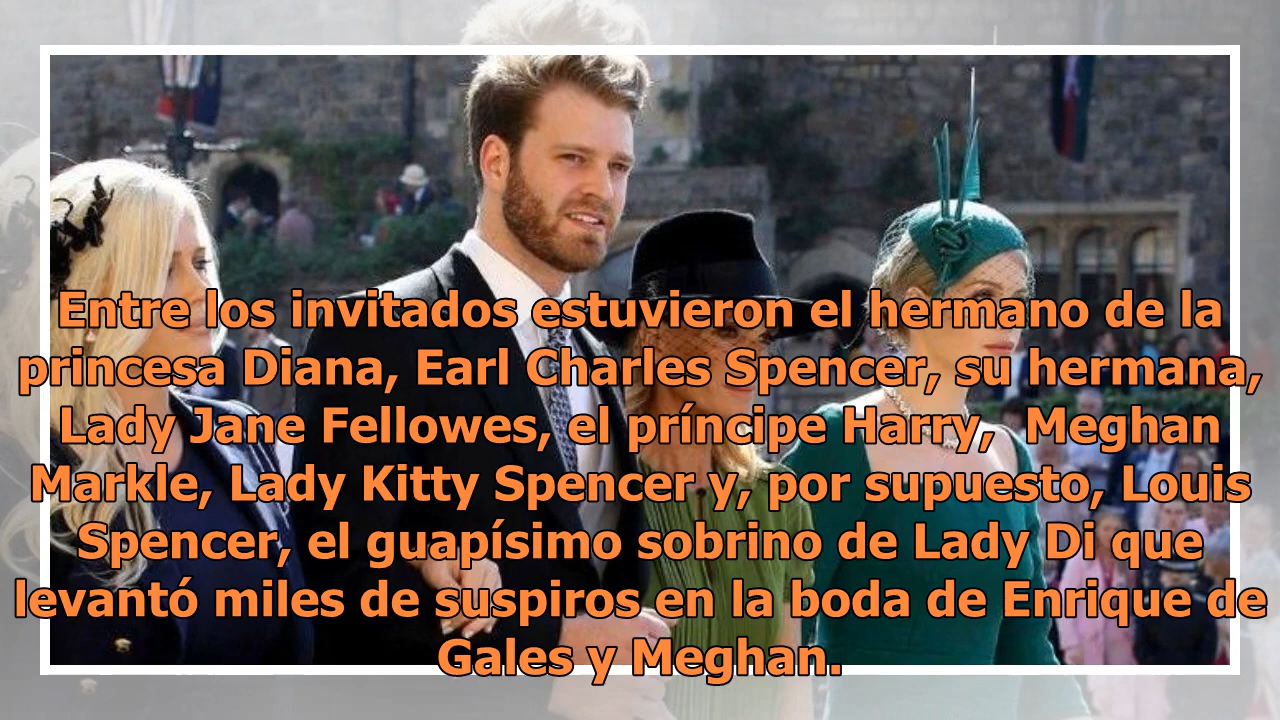 Entre los invitados estuvieron el hermano de la
princesa Diana, Earl Charles Spencer, su hermana,
Lady Jane Fellowes, el príncipe Harry,  Meghan
Markle, Lady Kitty Spencer y, por supuesto, Louis
Spencer, el guapísimo sobrino de Lady Di que
levantó miles de suspiros en la boda de Enrique de
Gales y Meghan.